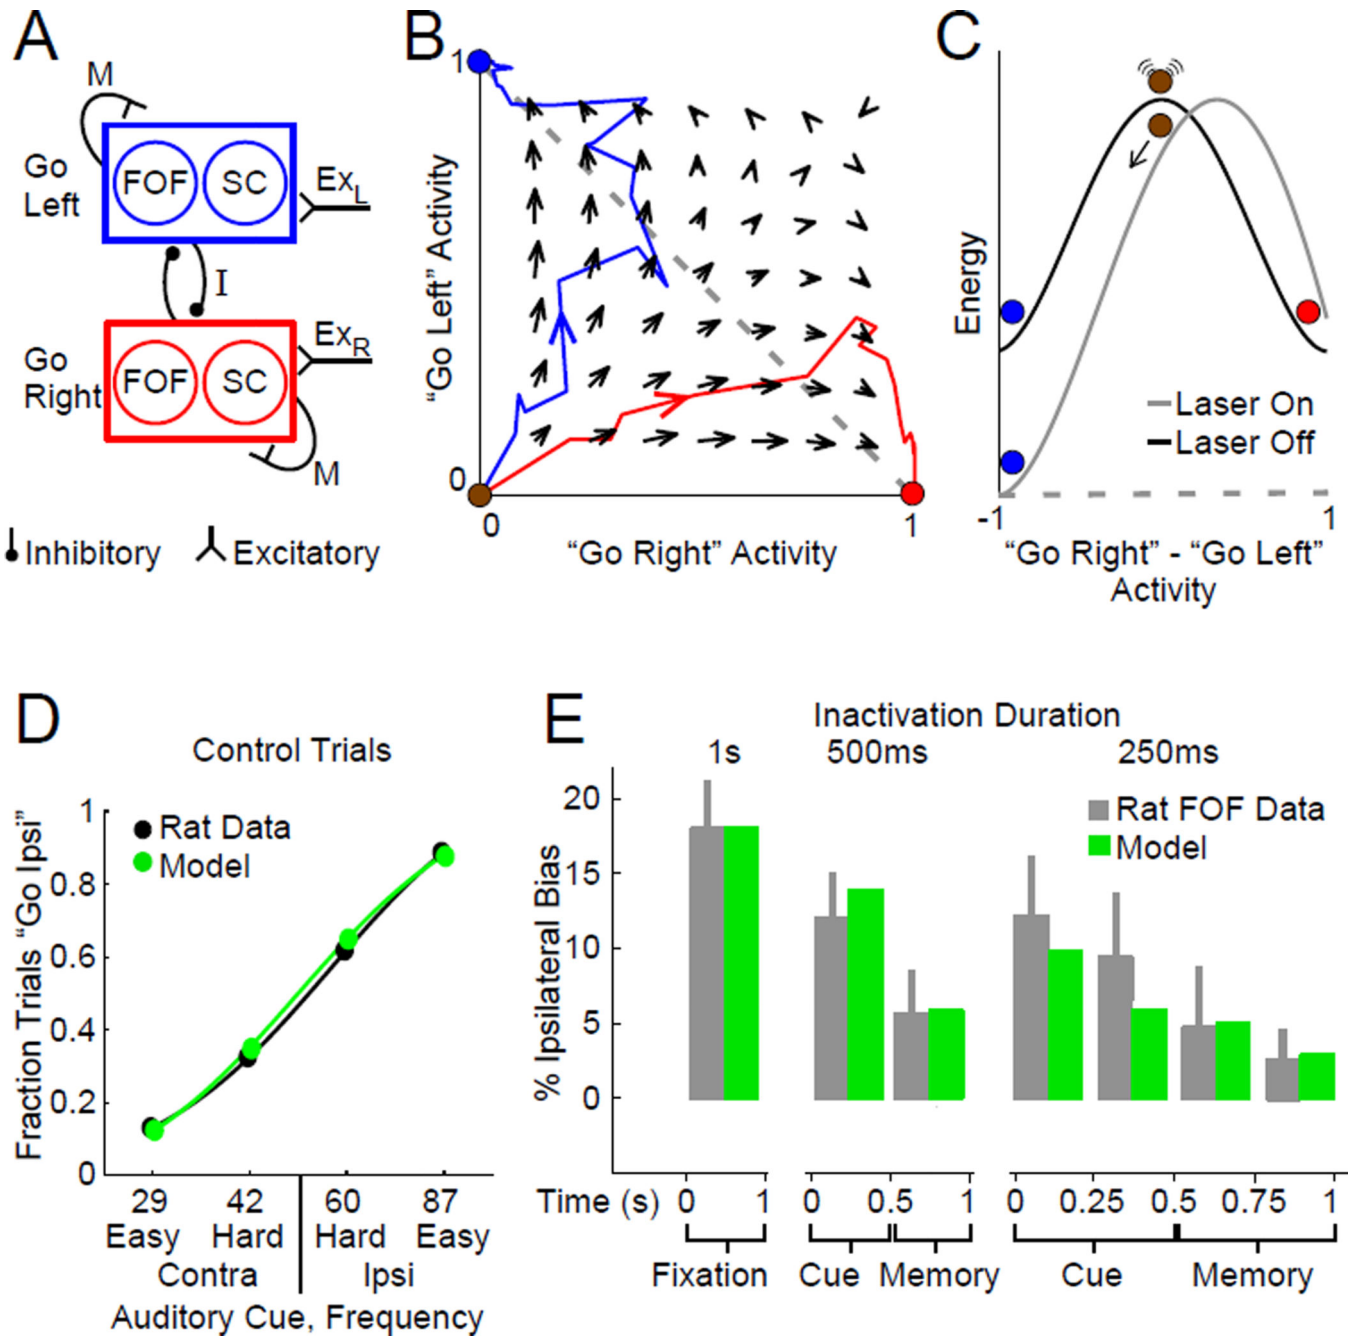 A
M
Go
Left
FOF
SC
ExL
I
Go
Right
FOF
SC
ExR
M
Inhibitory
Excitatory
B
1
"Go Left" Activity
0
0
1
"Go Right" Activity
C
Energy
Laser On
Laser Off
-1
1
"Go Right" - "Go Left"
Activity
D
Control Trials
Rat Data
Model
Fraction Trials "Go Ipsi"
1
0.8
0.6
0.4
0.2
0
29 42 60 87
Easy Hard Hard Easy
Contra Ipsi
Auditory Cue, Frequency
E
Inactivation Duration
1s 500ms 250ms
Rat FOF Data
Model
% Ipsilateral Bias
20
15
10
5
0
Time (s) 0 1 0 0.5 1 0 0.25 0.5 0.75 1
Fixation Cue Memory Cue Memory